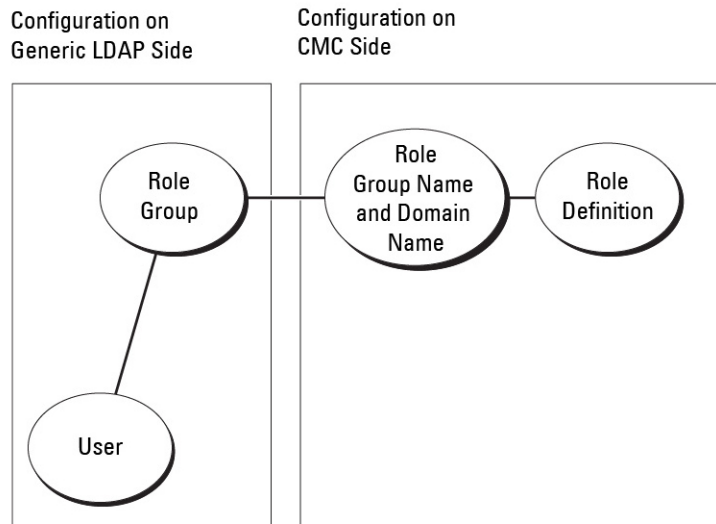 Configuration on
Generic LDAP Side
Configuration on
CMC Side
Role
Group
Role
Group Name
and Domain
Name
Role
Definition
User